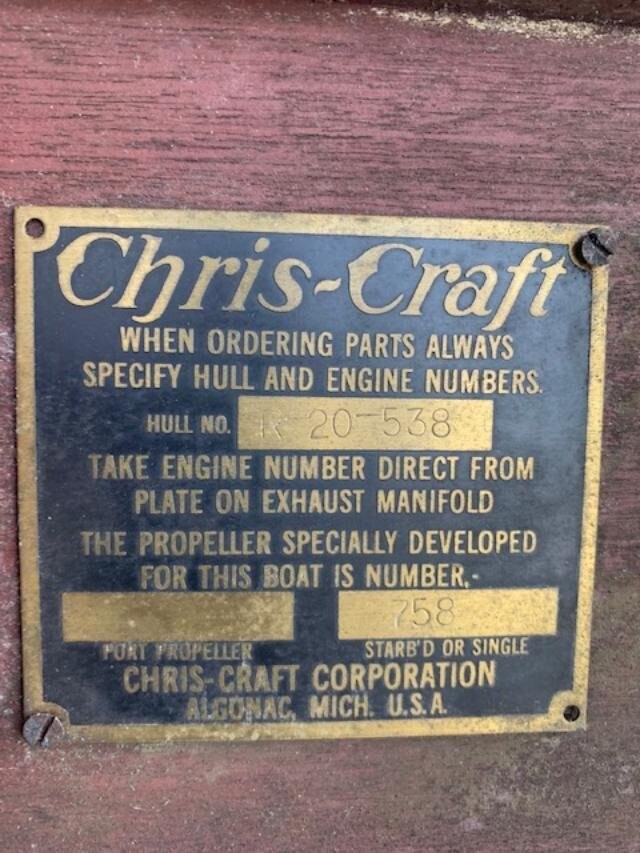 Chris-Craft
WHEN ORDERING PARTS ALWAYS
SPECIFY HULL AND ENGINE NUMBERS.
HULL NO. R 20-538
TAKE ENGINE NUMBER DIRECT FROM
PLATE ON EXHAUST MANIFOLD
THE PROPELLER SPECIALLY DEVELOPED
FOR THIS BOAT IS NUMBER,-
758
PORT PROPELLER STARB'D OR SINGLE
CHRIS-CRAFT CORPORATION
ALGONAC, MICH. U.S.A.